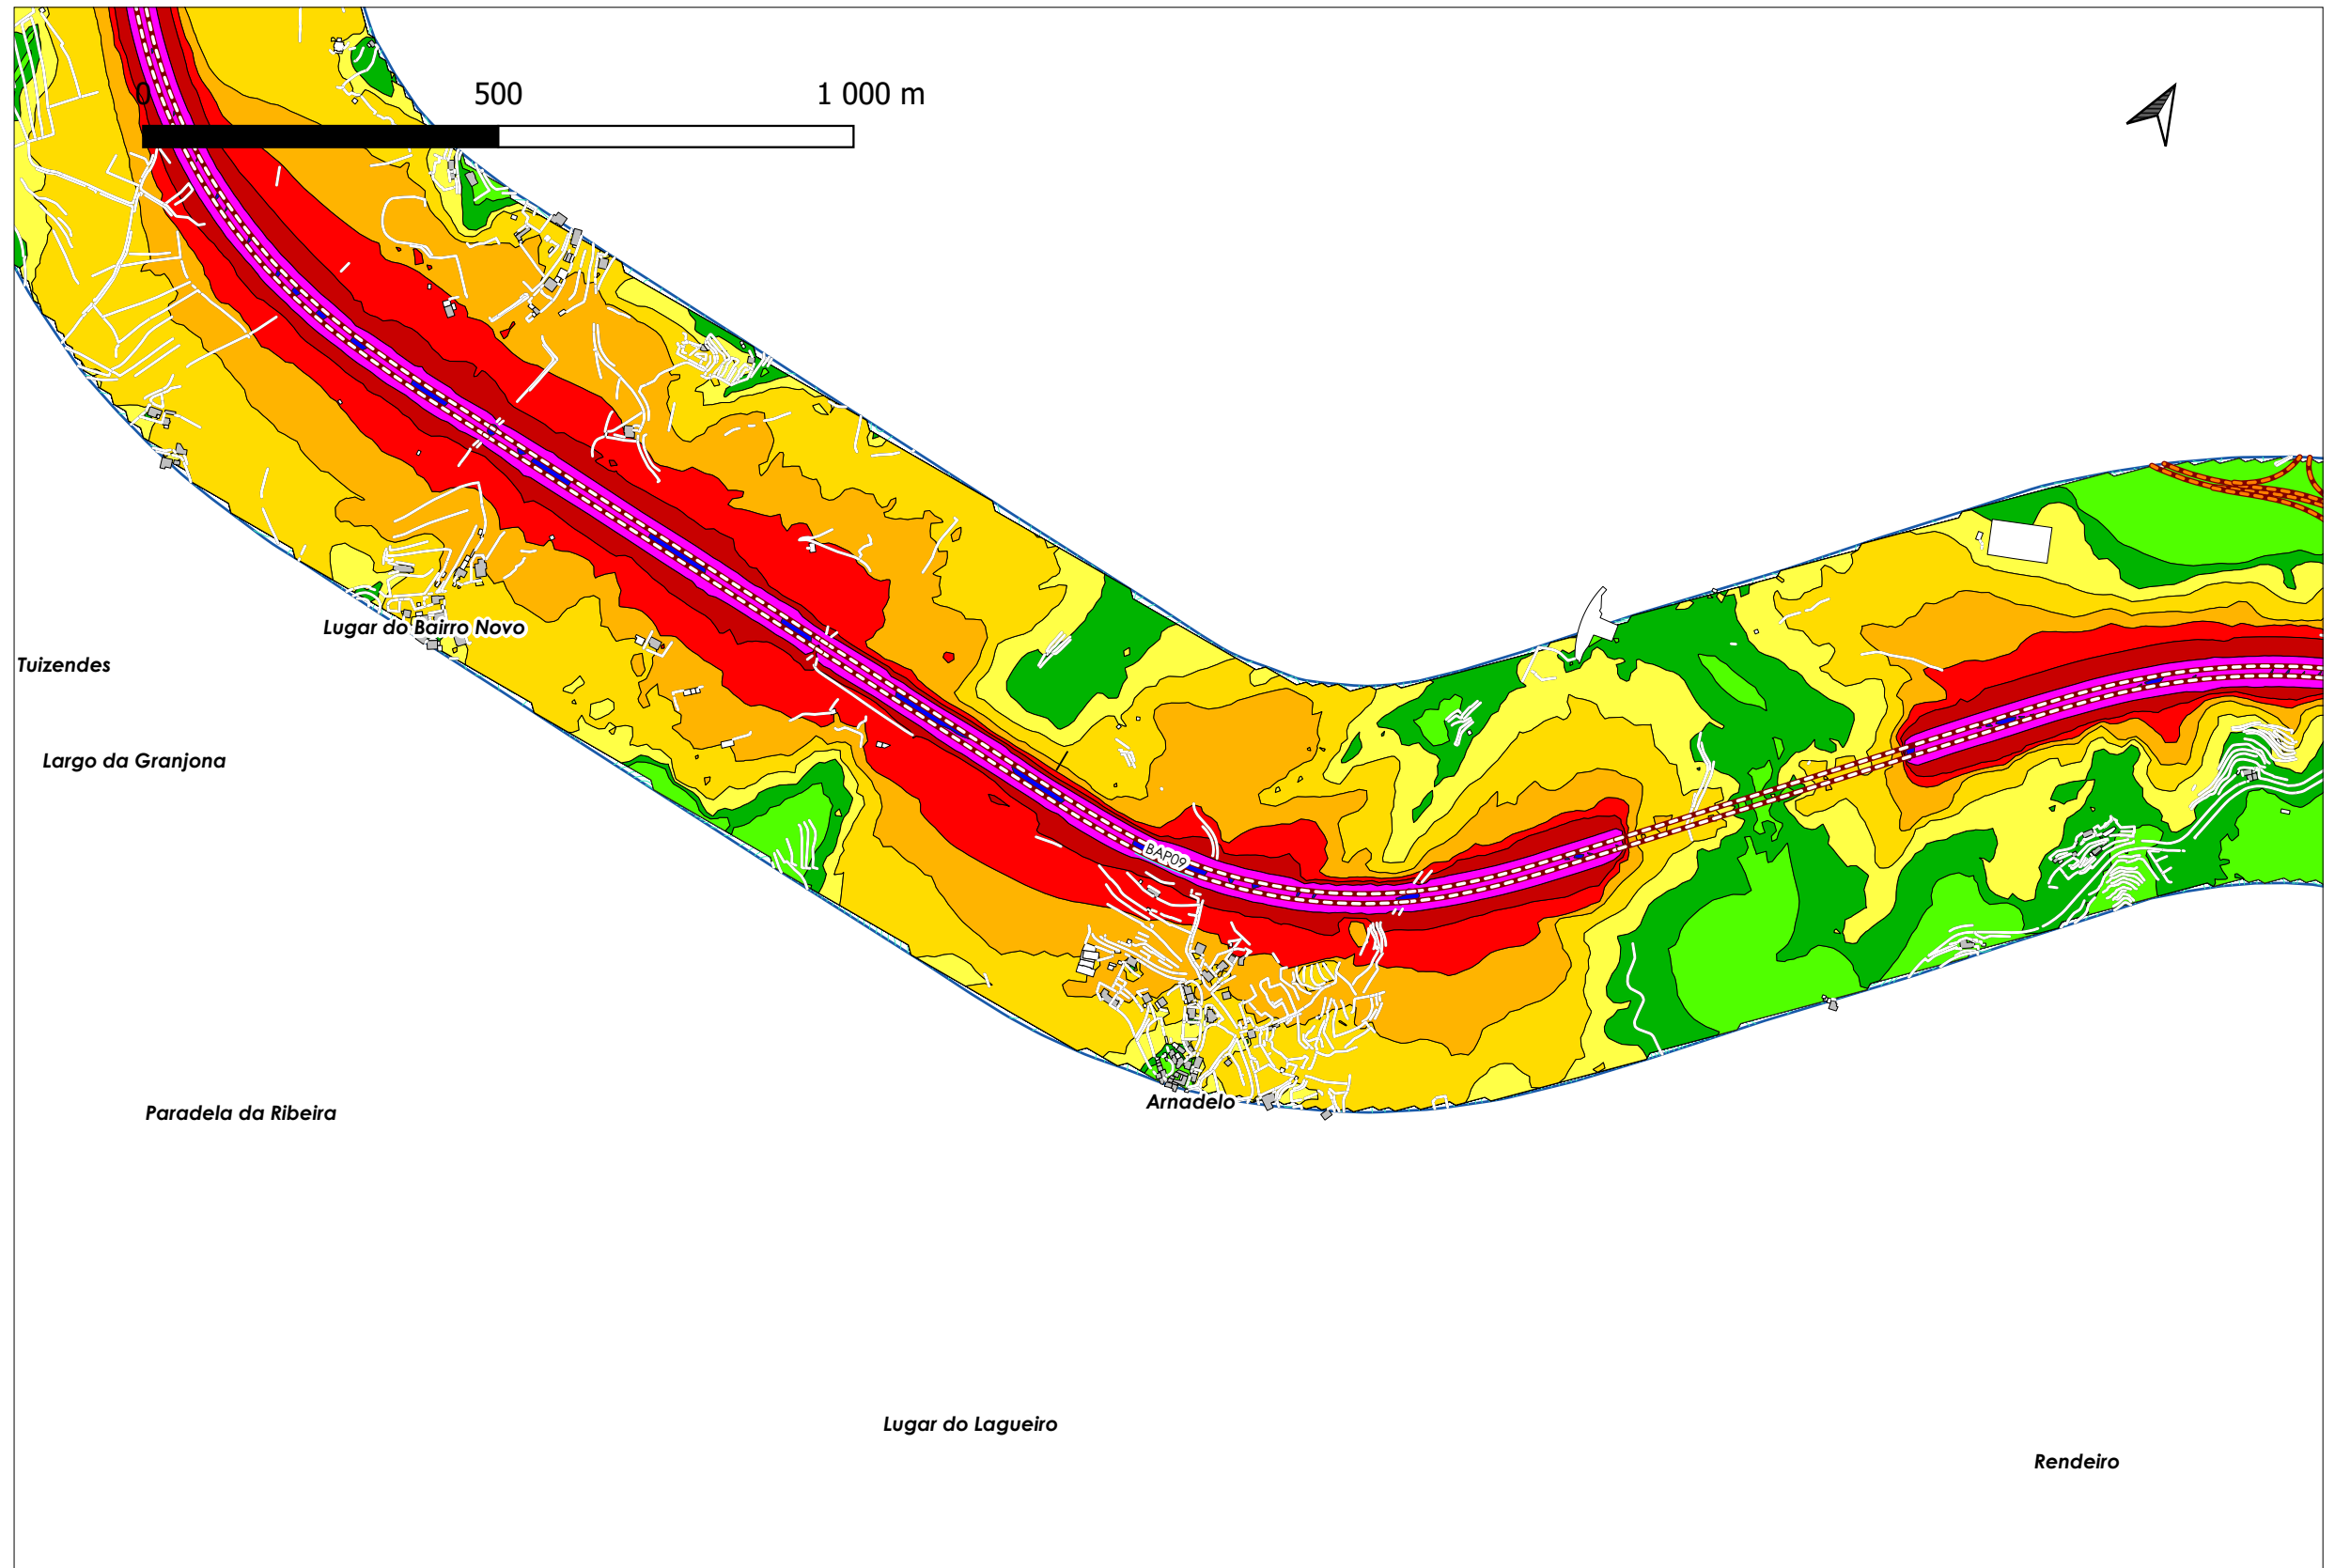 0 500 1 000 m
Lugar do Bairro Novo
Tuizendes
Largo da Granjona
BAP09
Arnadelo
Paradela da Ribeira
Lugar do Lagueiro
Rendeiro